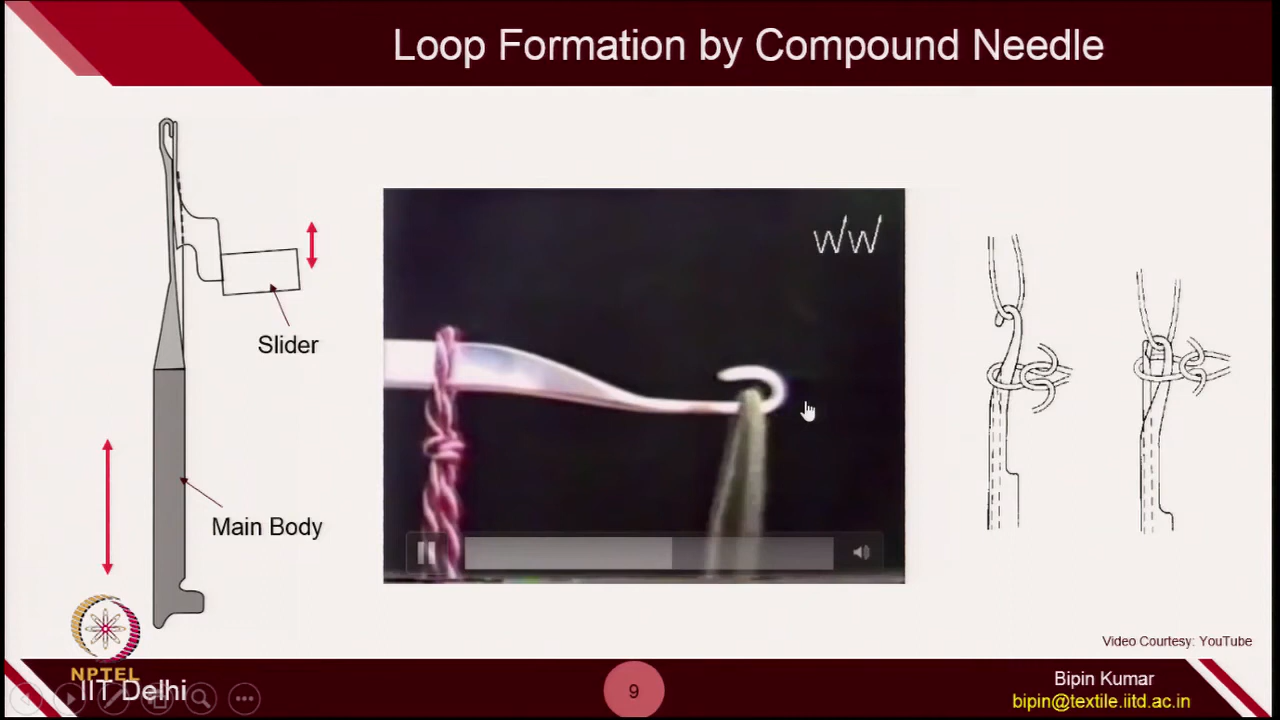 Loop Formation by Compound Needle
Slider
Main Body
Video Courtesy: YouTube
NPTEL
IIT Delhi
9
Bipin Kumar
bipin@textile.iitd.ac.in